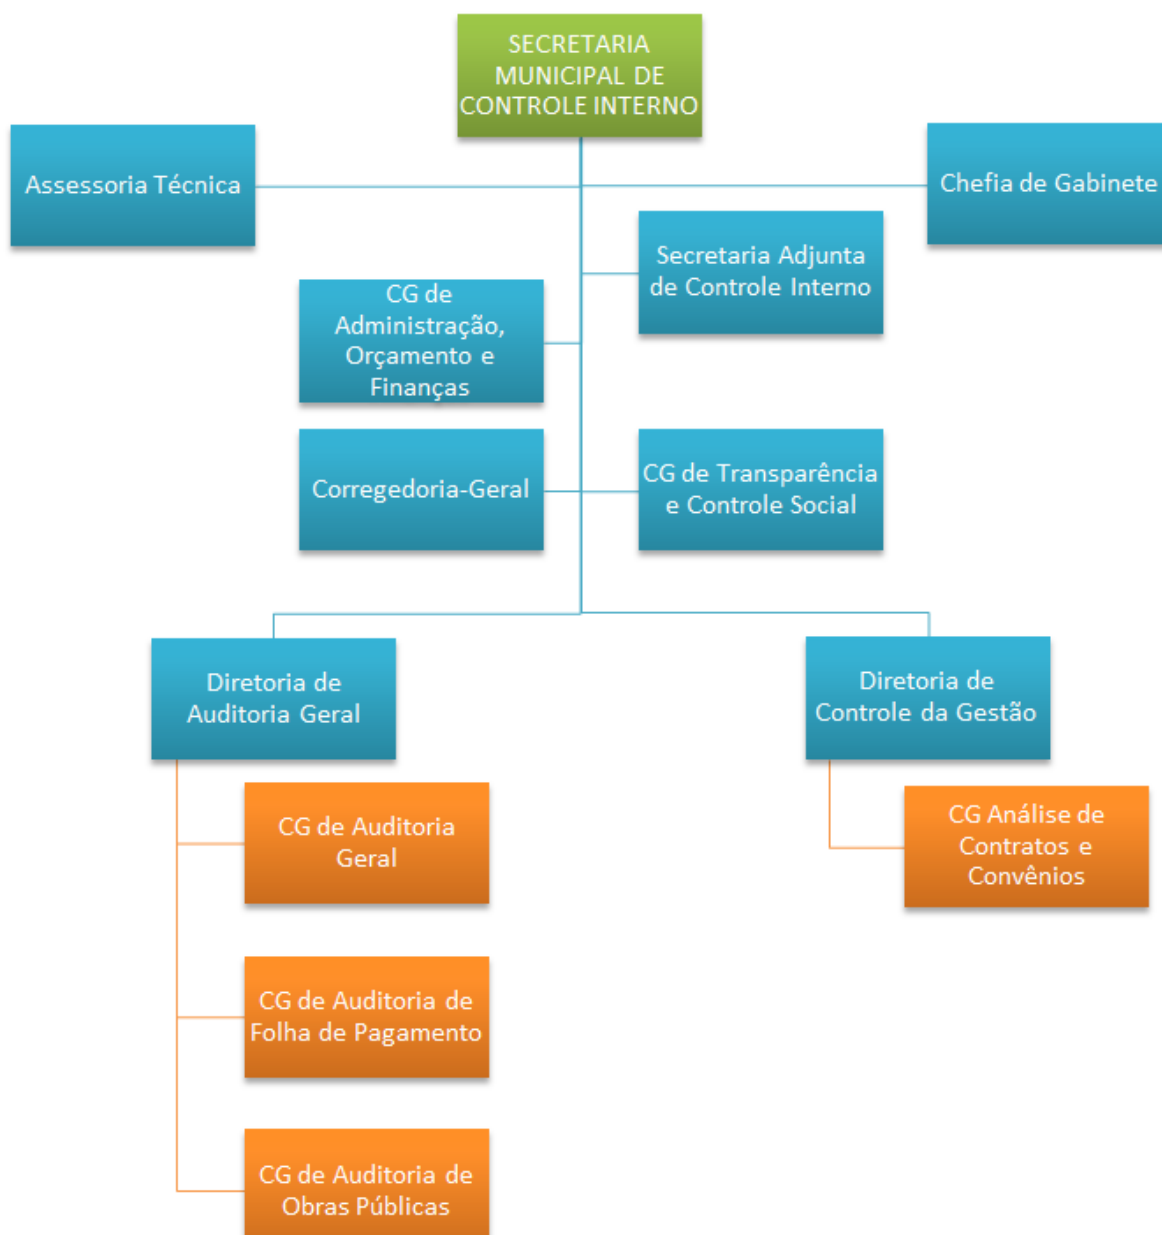 SECRETARIA
MUNICIPAL DE
CONTROLE INTERNO
Assessoria Técnica
Chefia de Gabinete
Secretaria Adjunta
de Controle Interno
CG de
Administração,
Orçamento e
Finanças
Corregedoria-Geral
CG de Transparência
e Controle Social
Diretoria de
Auditoria Geral
Diretoria de
Controle da Gestão
CG de Auditoria
Geral
CG Análise de
Contratos e
Convênios
CG de Auditoria de
Folha de Pagamento
CG de Auditoria de
Obras Públicas